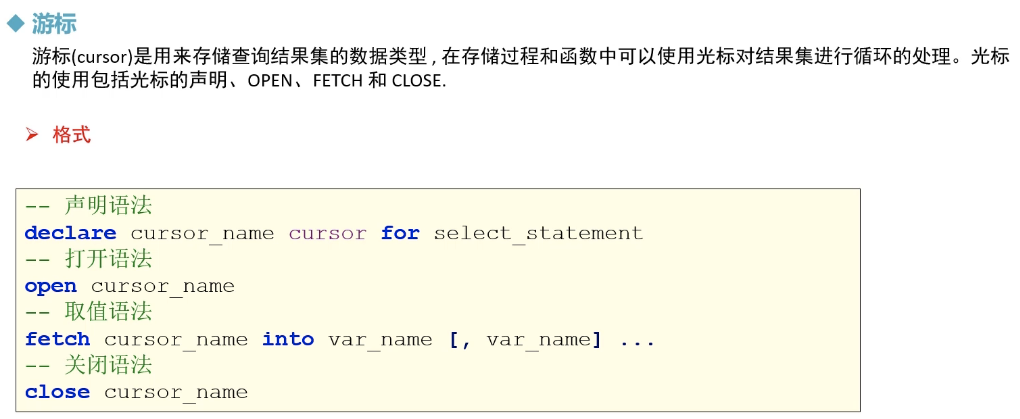 游标
游标(cursor)是用来存储查询结果集的数据类型 , 在存储过程和函数中可以使用光标对结果集进行循环的处理。光标
的使用包括光标的声明、OPEN、FETCH 和 CLOSE.
格式
-- 声明语法
declare cursor_name cursor for select_statement
-- 打开语法
open cursor_name
-- 取值语法
fetch cursor_name into var_name [, var_name] ...
-- 关闭语法
close cursor_name